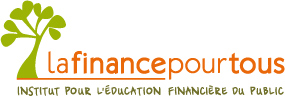 lafinancepourtous
INSTITUT POUR L'ÉDUCATION FINANCIÈRE DU PUBLIC